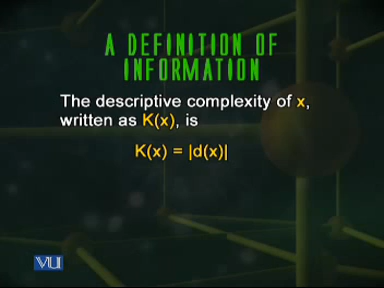 A DEFINITION OF
INFORMATION
The descriptive complexity of x,
written as K(x), is
K(x) = |d(x)|
VU